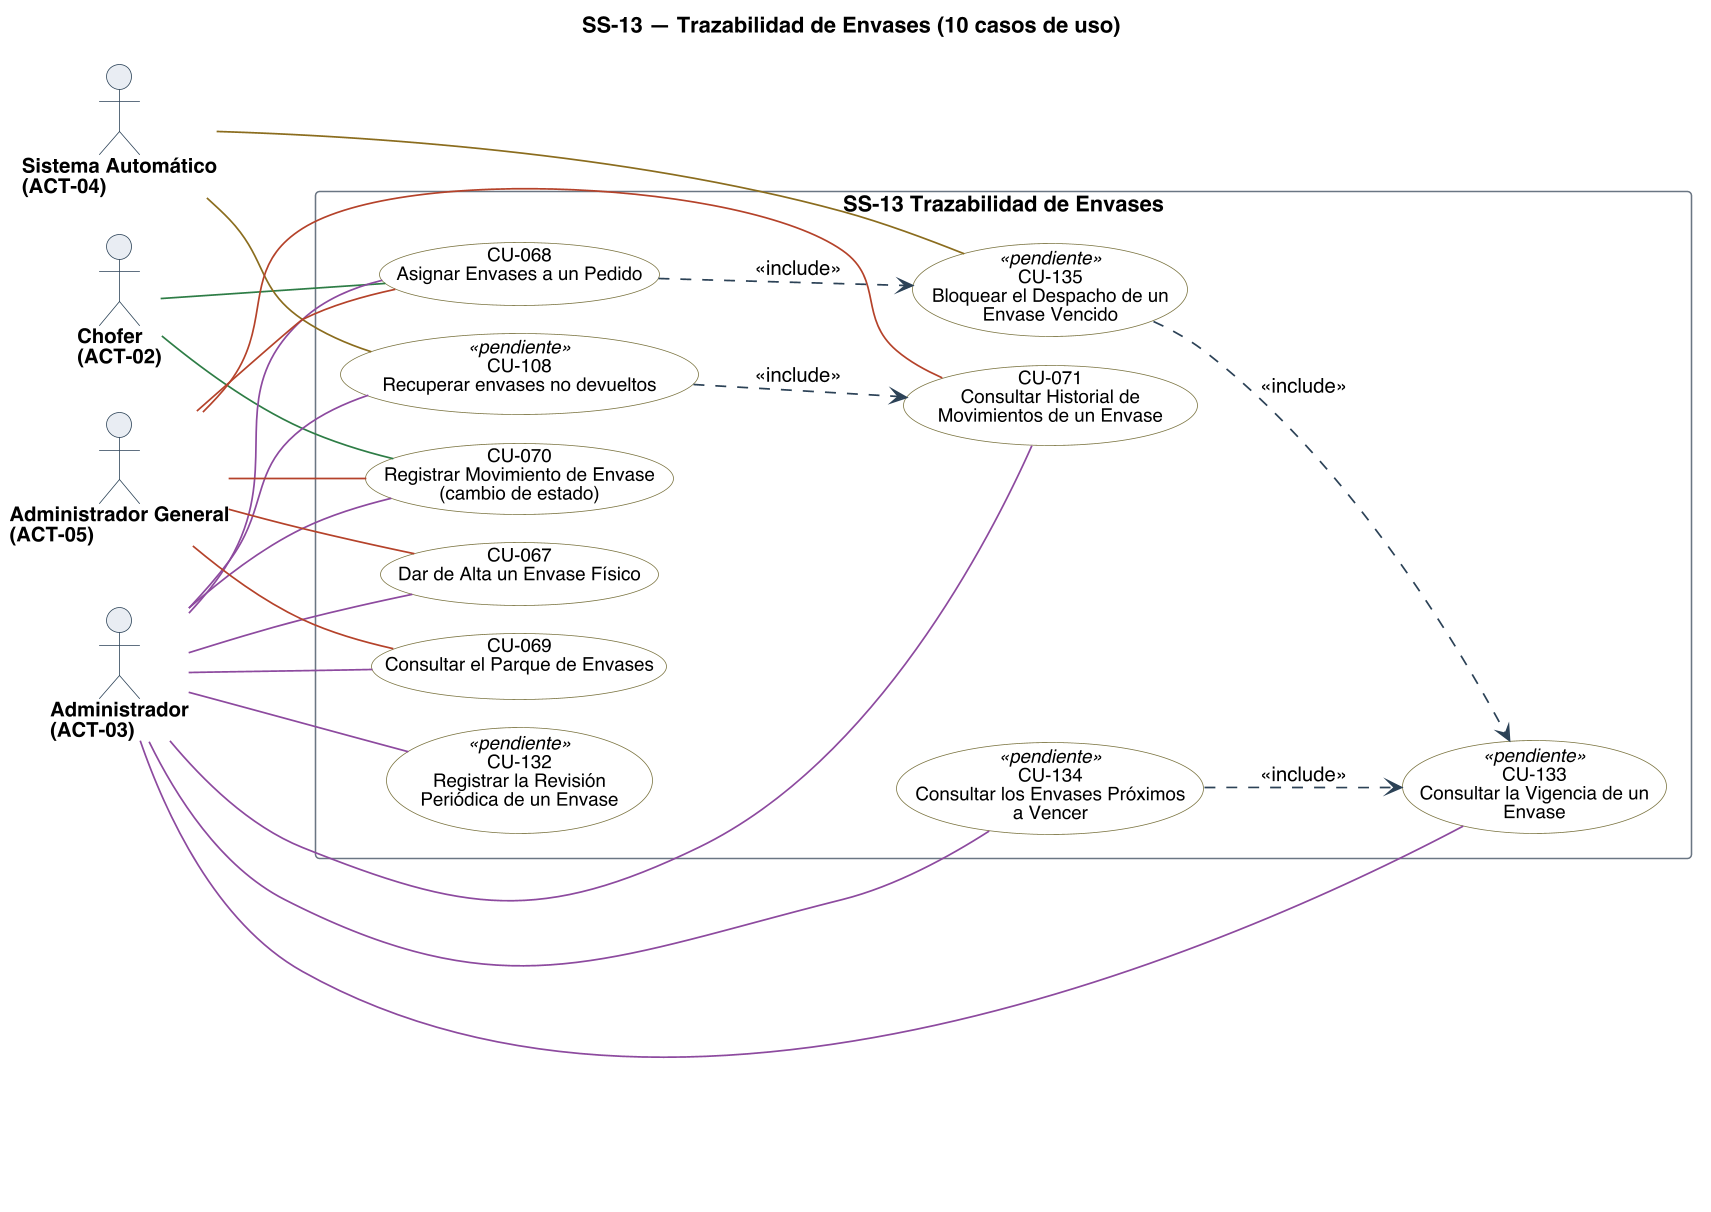 SS-13 — Trazabilidad de Envases (10 casos de uso)
Sistema Automático
(ACT-04)
Chofer
(ACT-02)
Administrador General
(ACT-05)
Administrador
(ACT-03)
SS-13 Trazabilidad de Envases
CU-068
Asignar Envases a un Pedido
«include»
«pendiente»
CU-135
Bloquear el Despacho de un
Envase Vencido
«pendiente»
CU-108
Recuperar envases no devueltos
«include»
CU-071
Consultar Historial de
Movimientos de un Envase
«include»
CU-070
Registrar Movimiento de Envase
(cambio de estado)
CU-067
Dar de Alta un Envase Físico
CU-069
Consultar el Parque de Envases
«pendiente»
CU-132
Registrar la Revisión
Periódica de un Envase
«pendiente»
CU-134
Consultar los Envases Próximos
a Vencer
«include»
«pendiente»
CU-133
Consultar la Vigencia de un
Envase